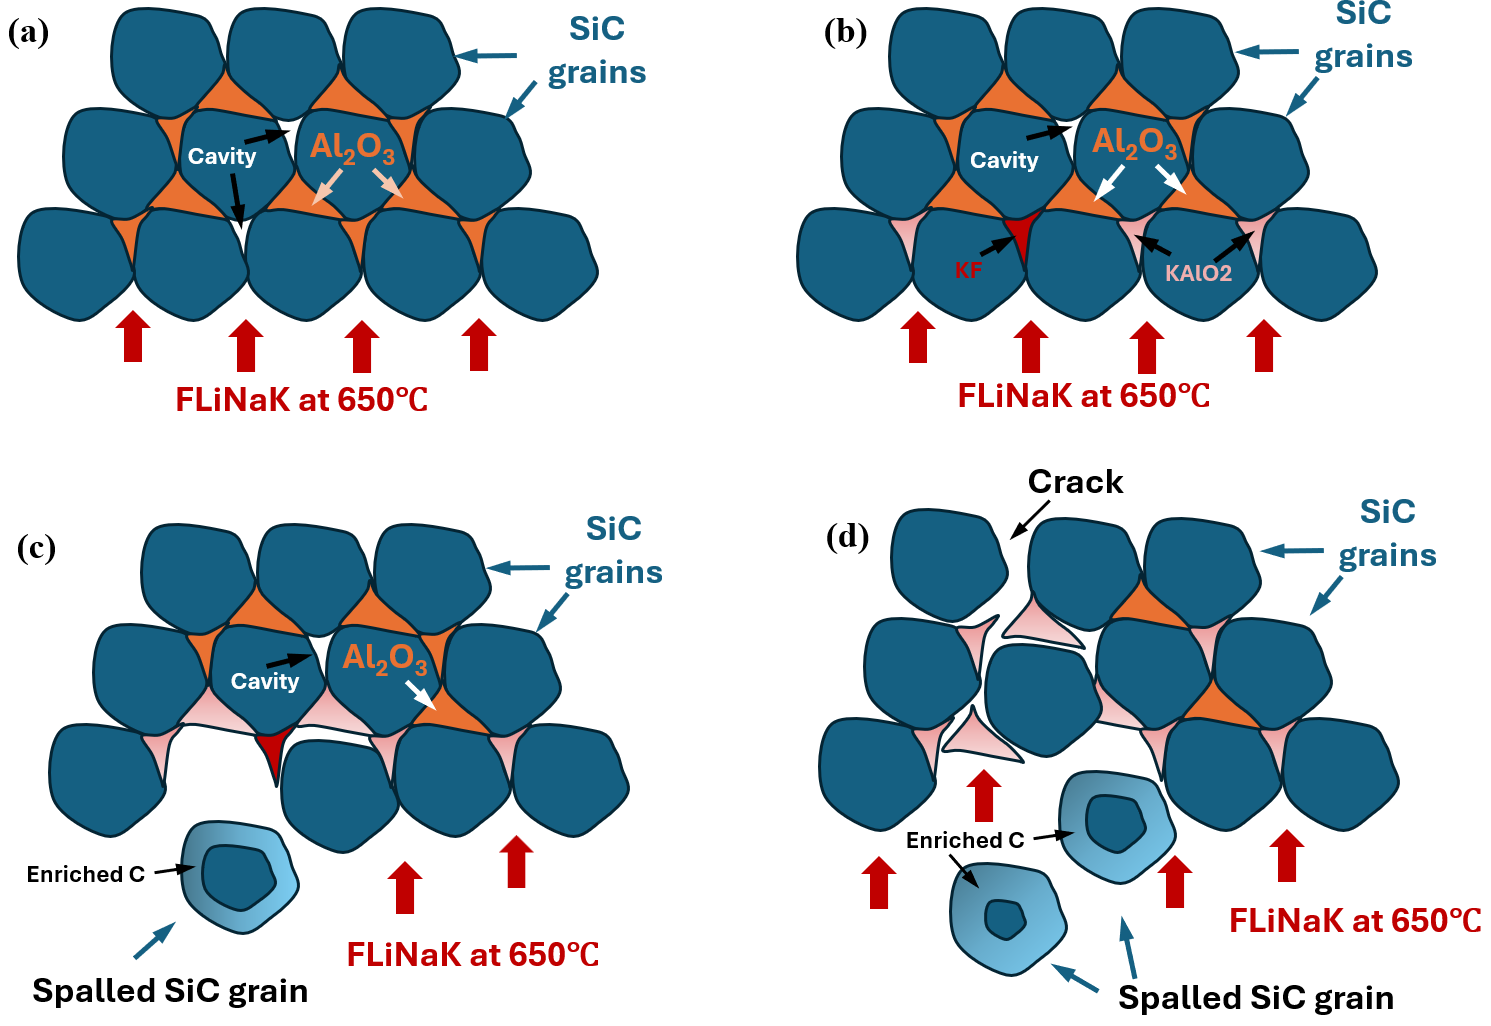 (a)
SiC
grains
Cavity
Al₂O₃
FLiNaK at 650℃
(b)
SiC
grains
Cavity
Al₂O₃
KF
KAlO2
FLiNaK at 650℃
(c)
SiC
grains
Cavity
Al₂O₃
Enriched C
FLiNaK at 650℃
Spalled SiC grain
(d)
Crack
SiC
grains
Enriched C
FLiNaK at 650℃
Spalled SiC grain